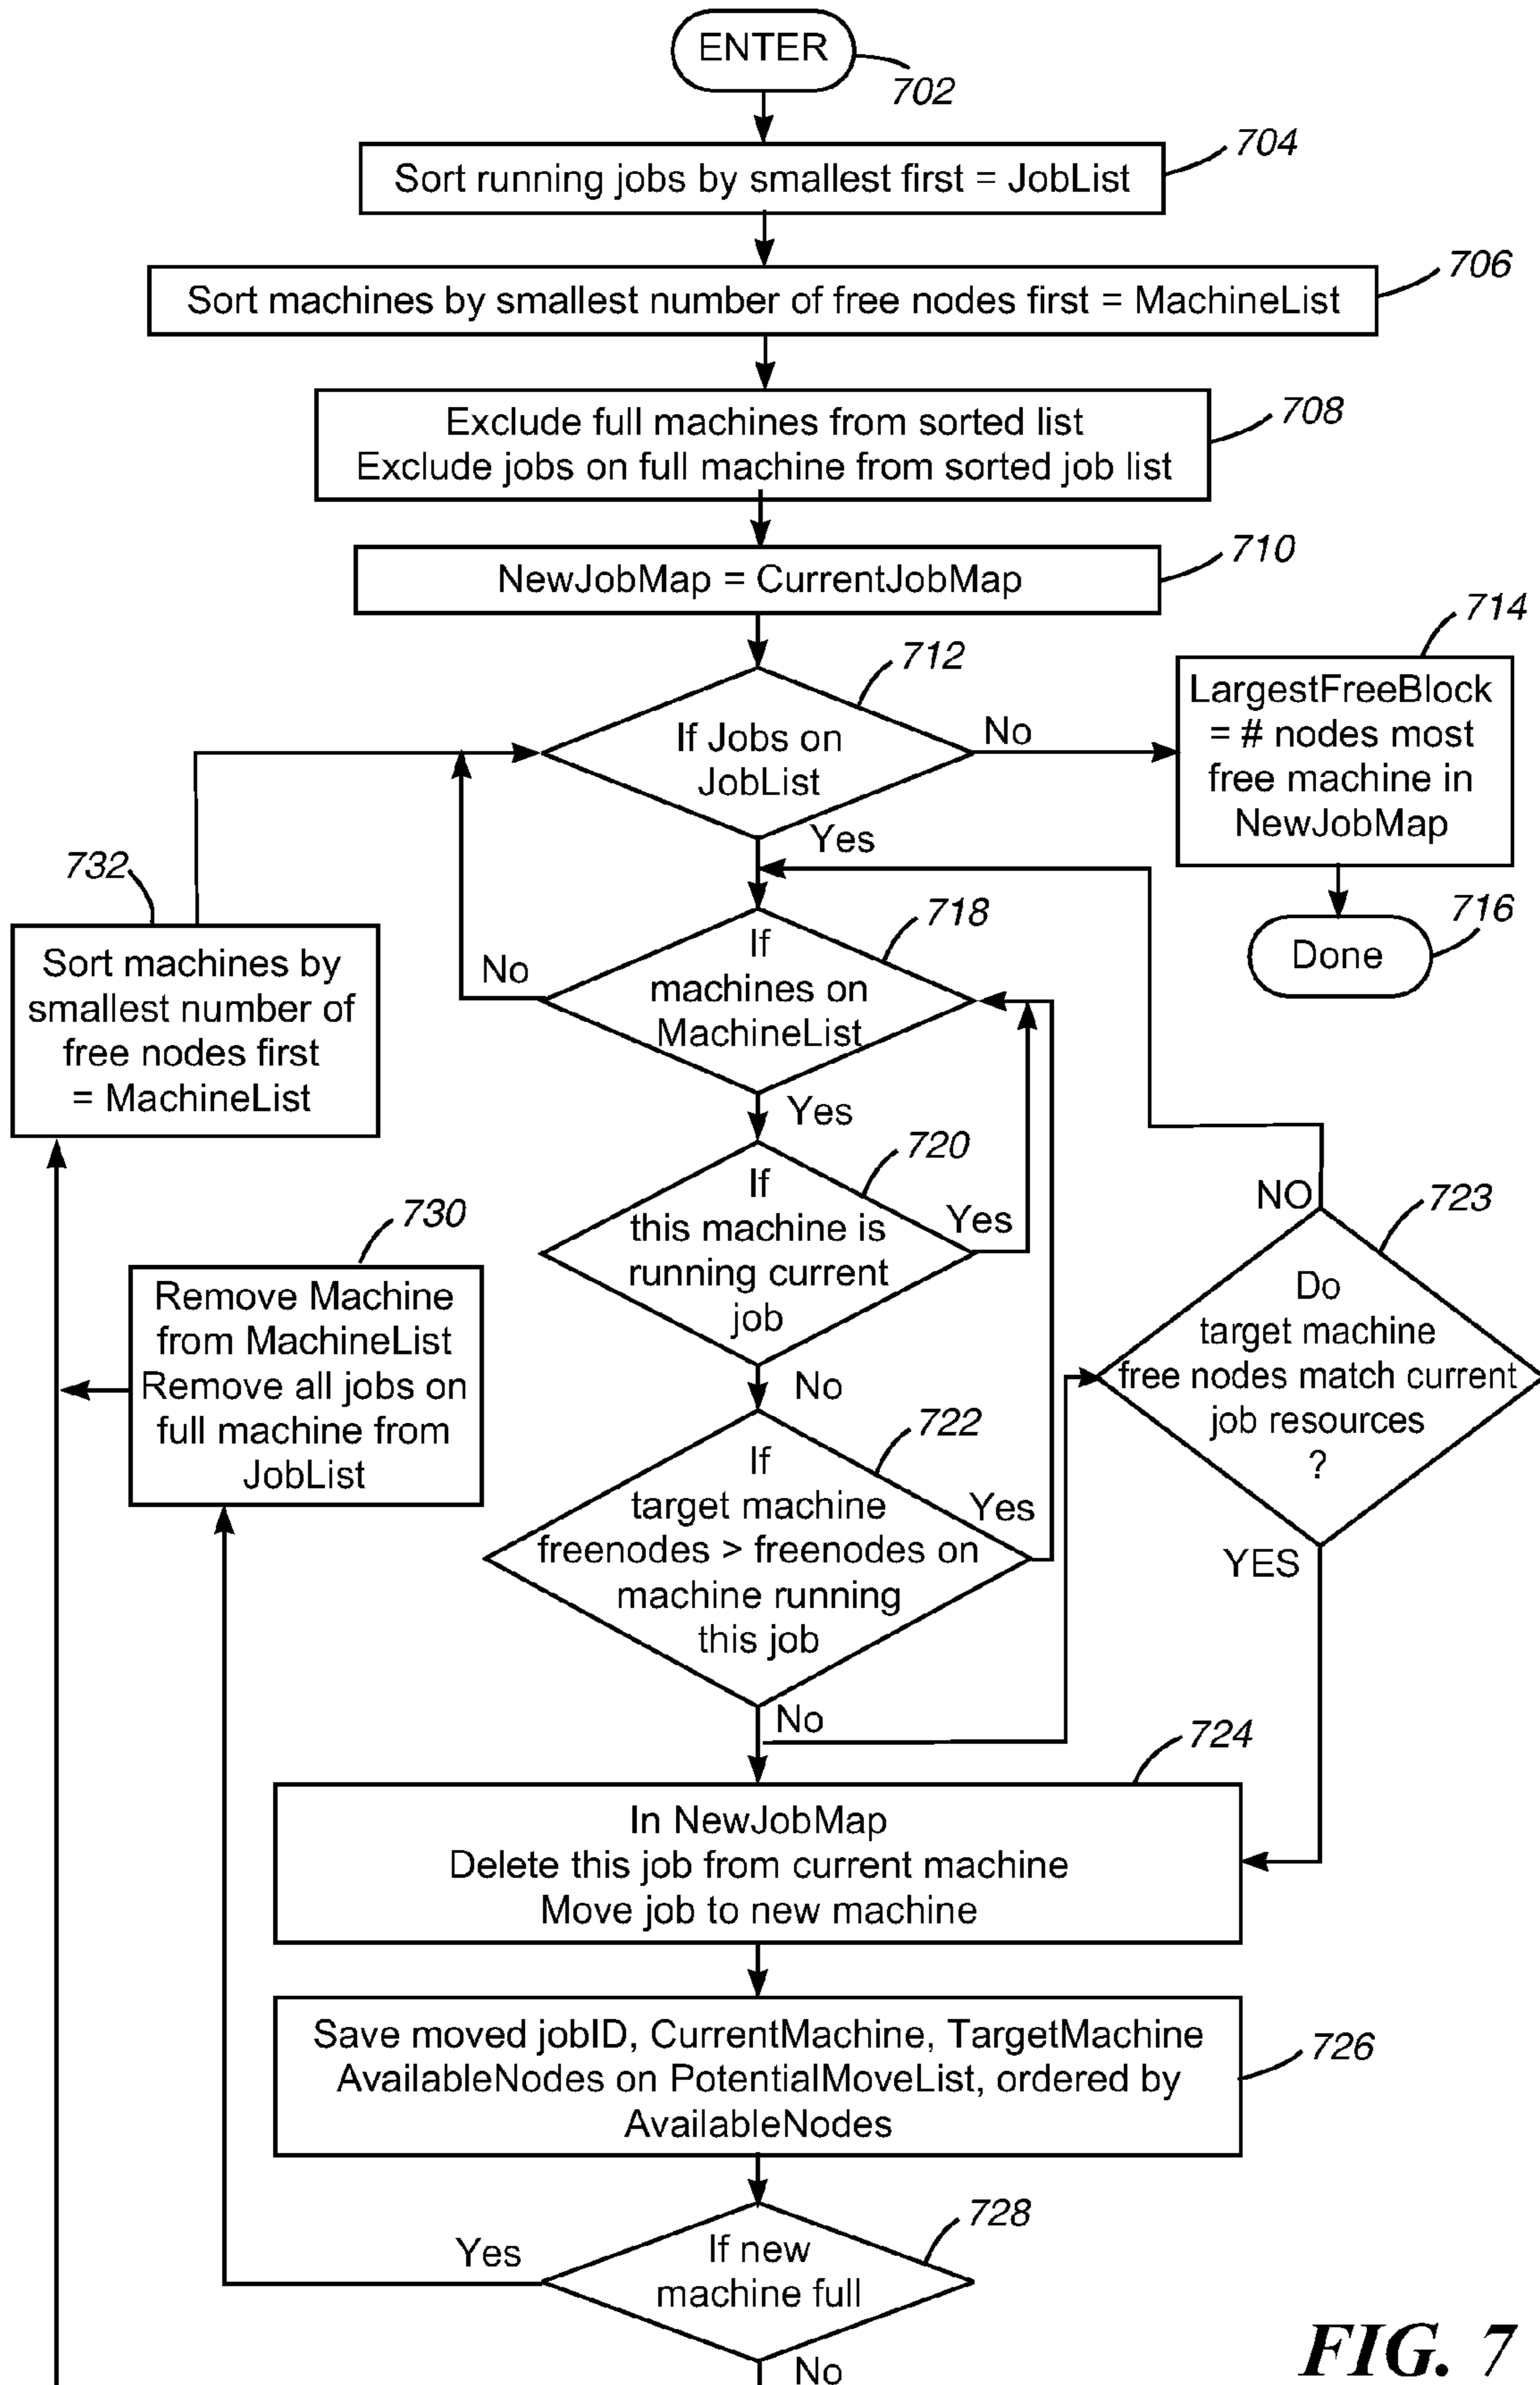 ENTER
702
704
Sort running jobs by smallest first = JobList
706
Sort machines by smallest number of free nodes first = MachineList
708
Exclude full machines from sorted list
Exclude jobs on full machine from sorted job list
710
NewJobMap = CurrentJobMap
712
If Jobs on
JobList
No
Yes
714
LargestFreeBlock
= # nodes most
free machine in
NewJobMap
716
Done
732
Sort machines by
smallest number of
free nodes first
= MachineList
718
If
machines on
MachineList
No
Yes
720
If
this machine is
running current
job
Yes
No
723
NO
Do
target machine
free nodes match current
job resources
?
YES
730
Remove Machine
from MachineList
Remove all jobs on
full machine from
JobList
722
If
target machine
freenodes > freenodes on
machine running
this job
Yes
No
724
In NewJobMap
Delete this job from current machine
Move job to new machine
726
Save moved jobID, CurrentMachine, TargetMachine
AvailableNodes on PotentialMoveList, ordered by
AvailableNodes
728
If new
machine full
Yes
No
FIG. 7